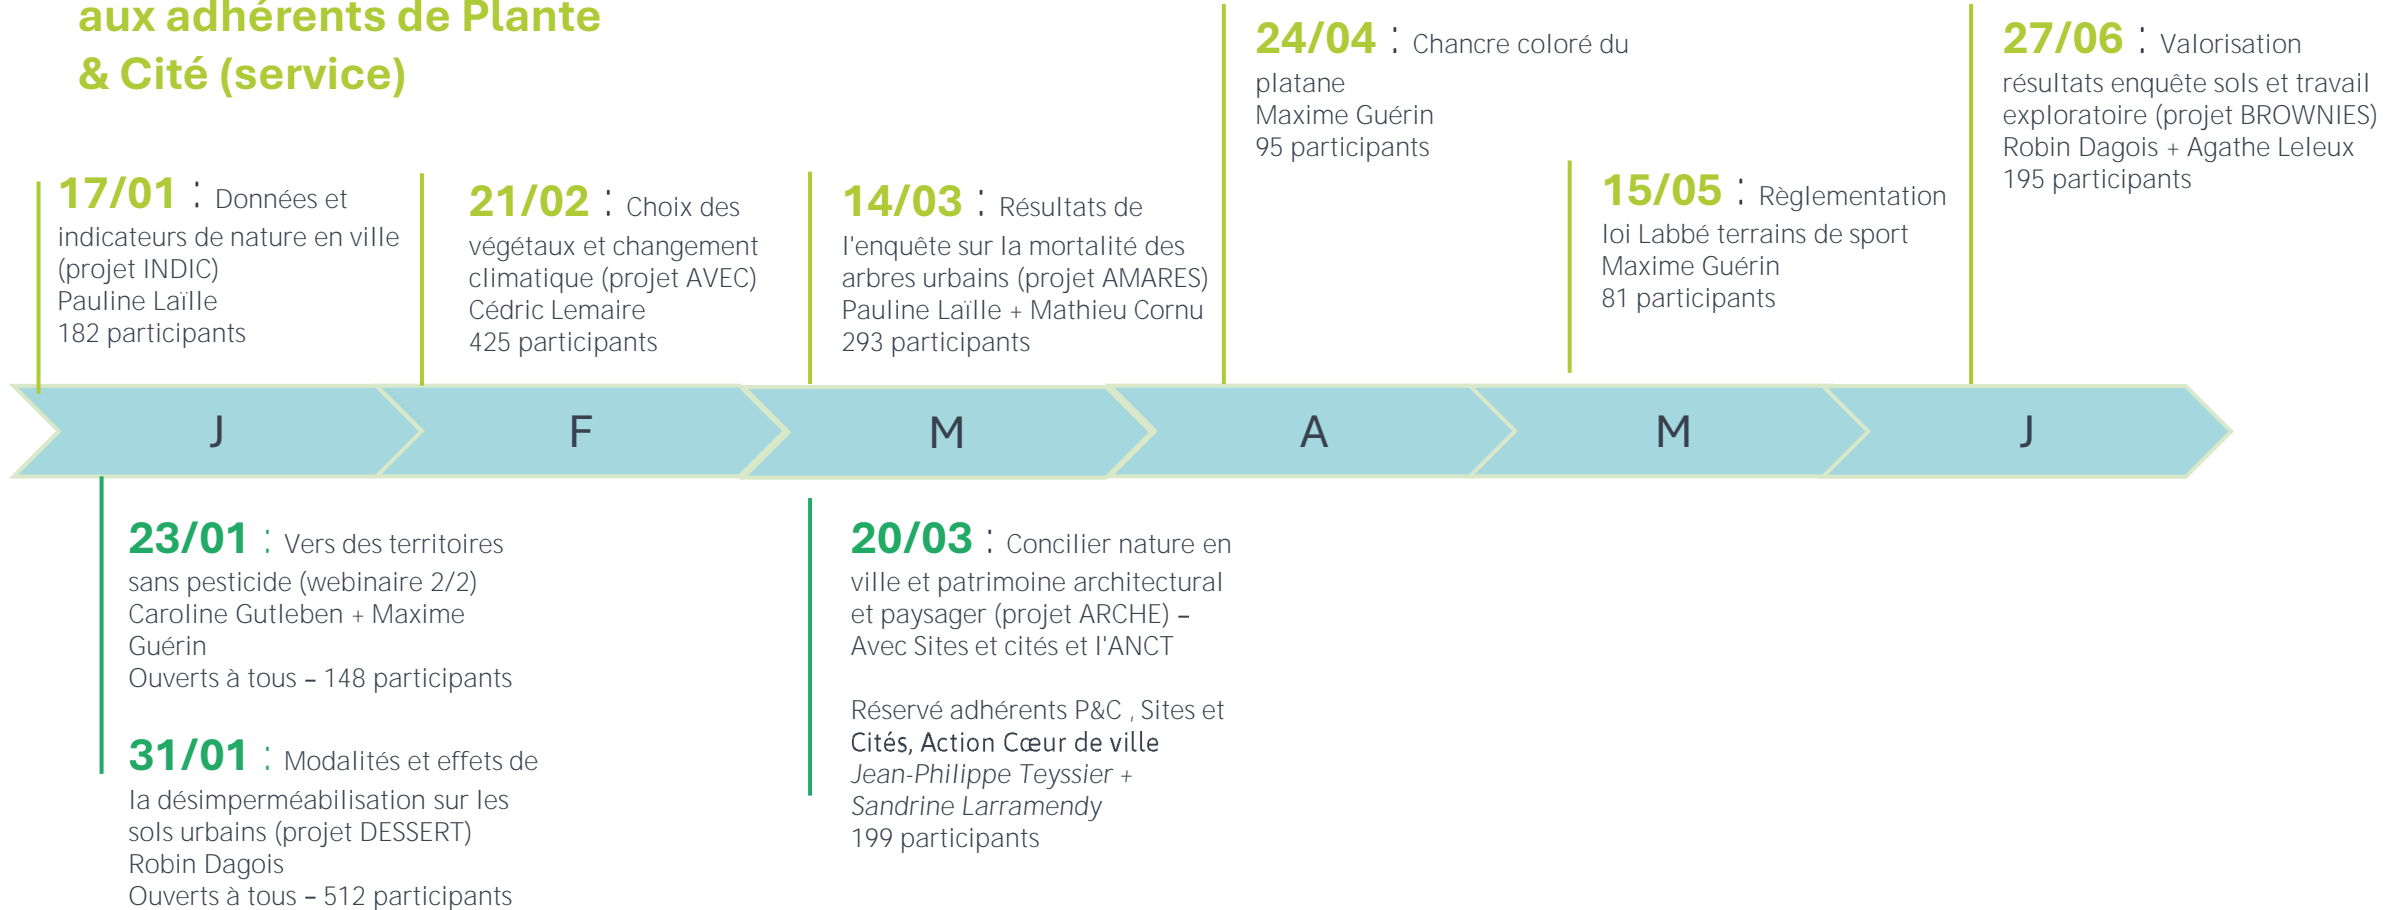 aux adhérents de Plante
& Cité (service)
17/01 : Données et
indicateurs de nature en ville
(projet INDIC)
Pauline Laïlle
182 participants
21/02 : Choix des
végétaux et changement
climatique (projet AVEC)
Cédric Lemaire
425 participants
14/03 : Résultats de
l'enquête sur la mortalité des
arbres urbains (projet AMARES)
Pauline Laïlle + Mathieu Cornu
293 participants
24/04 : Chancre coloré du
platane
Maxime Guérin
95 participants
15/05 : Règlementation
loi Labbé terrains de sport
Maxime Guérin
81 participants
27/06 : Valorisation
résultats enquête sols et travail
exploratoire (projet BROWNIES)
Robin Dagois + Agathe Leleux
195 participants
J F M A M J
23/01 : Vers des territoires
sans pesticide (webinaire 2/2)
Caroline Gutleben + Maxime
Guérin
Ouverts à tous – 148 participants
31/01 : Modalités et effets de
la désimperméabilisation sur les
sols urbains (projet DESSERT)
Robin Dagois
Ouverts à tous – 512 participants
20/03 : Concilier nature en
ville et patrimoine architectural
et paysager (projet ARCHE) –
Avec Sites et cités et l'ANCT
Réservé adhérents P&C , Sites et
Cités, Action Cœur de ville
Jean-Philippe Teyssier +
Sandrine Larramendy
199 participants